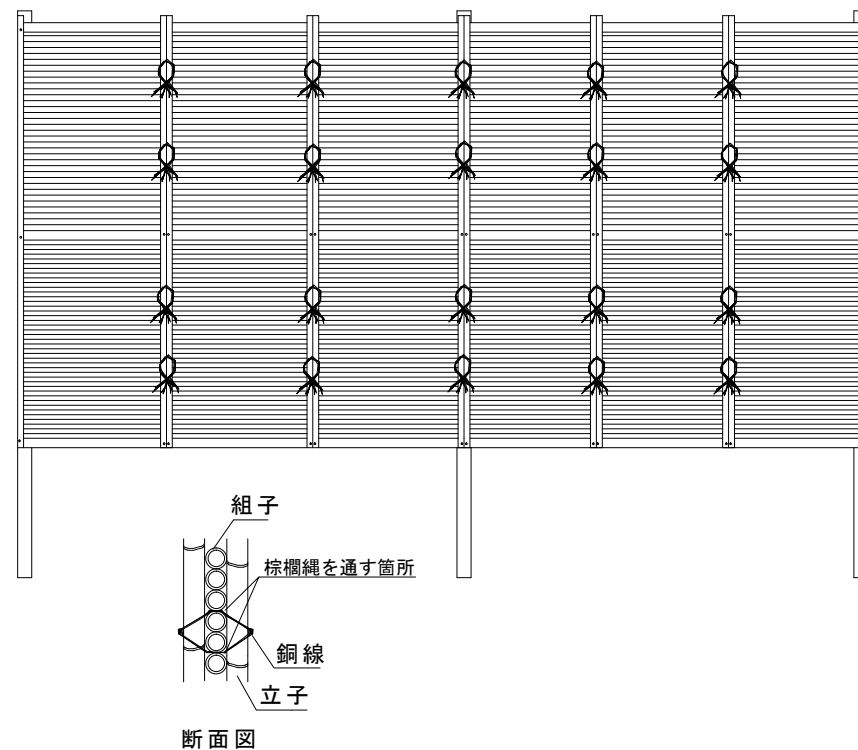 組子
棕櫚縄を通す箇所
銅線
立子
断面図